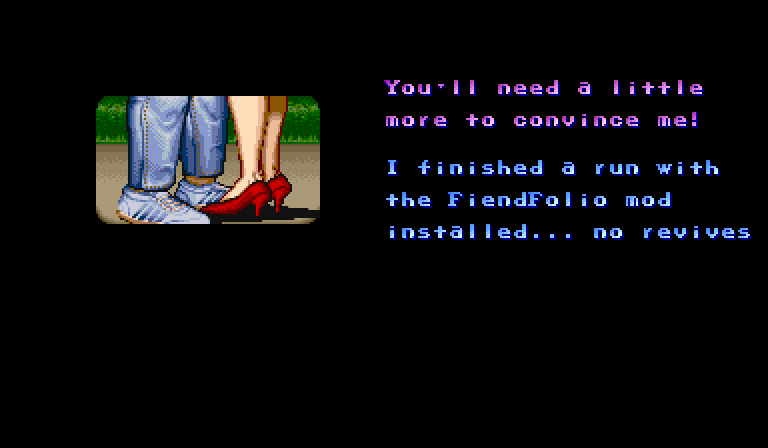 You'll need a little
more to convince me!
I finished a run with
the FiendFolio mod
installed... no revives